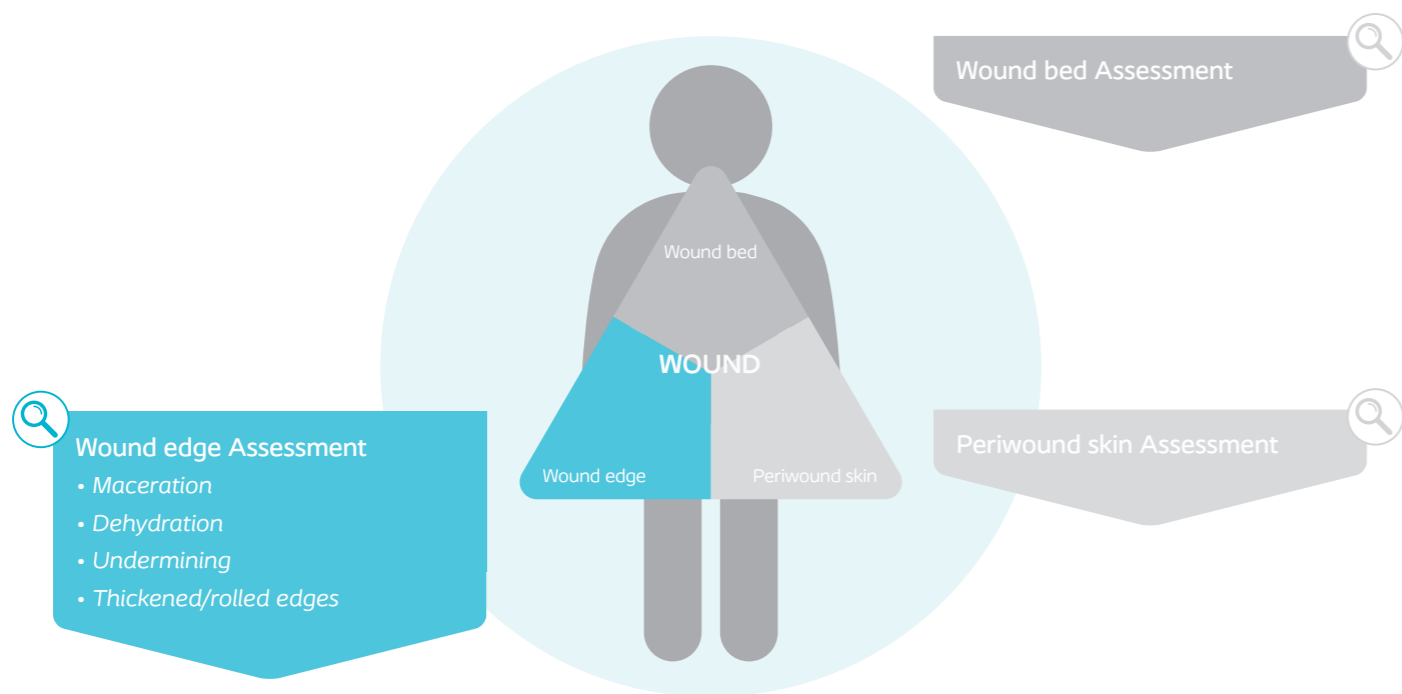 Wound bed Assessment
Wound bed
WOUND
Wound edge
Periwound skin
Wound edge Assessment
• Maceration
• Dehydration
• Undermining
• Thickened/rolled edges
Periwound skin Assessment